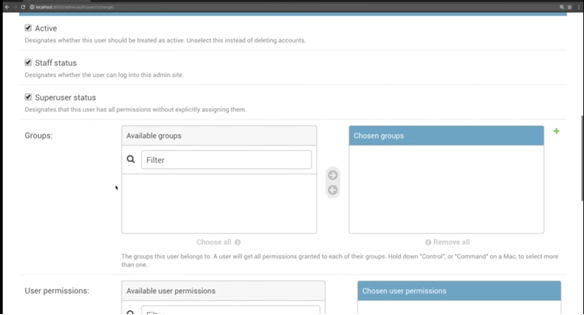 Active
Designates whether this user should be treated as active. Unselect this instead of deleting accounts.
Staff status
Designates whether the user can log into this admin site.
Superuser status
Designates that this user has all permissions without explicitly assigning them.
Groups:
Available groups
Filter
Choose all
Chosen groups
Remove all
The groups this user belongs to. A user will get all permissions granted to each of their groups. Hold down "Control", or "Command" on a Mac, to select more
than one.
User permissions:
Available user permissions
Filter
Chosen user permissions